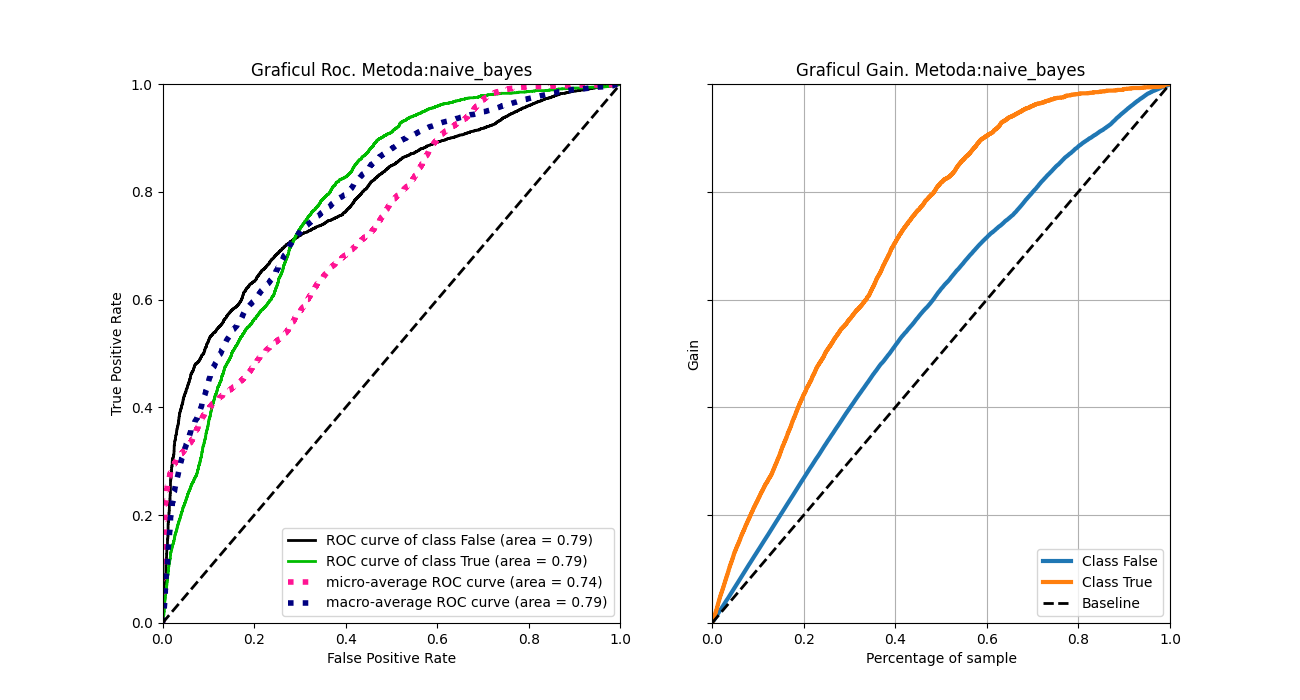 Graficul Roc. Metoda:naive_bayes
1.0
0.8
0.6
0.4
0.2
0.0
True Positive Rate
ROC curve of class False (area = 0.79)
ROC curve of class True (area = 0.79)
micro-average ROC curve (area = 0.74)
macro-average ROC curve (area = 0.79)
0.0 0.2 0.4 0.6 0.8 1.0
False Positive Rate
Graficul Gain. Metoda:naive_bayes
Gain
Class False
Class True
Baseline
0.0 0.2 0.4 0.6 0.8 1.0
Percentage of sample